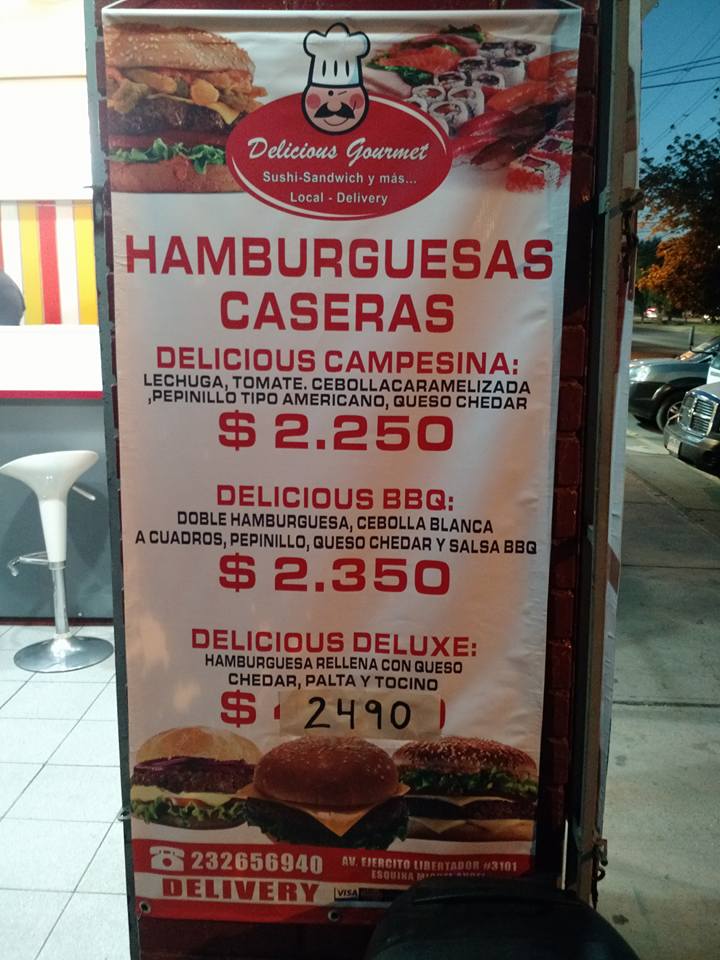 Delicious Gourmet
Sushi-Sandwich y más...
Local - Delivery
HAMBURGUESAS
CASERAS
DELICIOUS CAMPESINA:
LECHUGA, TOMATE. CEBOLLACARAMELIZADA
,PEPINILLO TIPO AMERICANO, QUESO CHEDAR
$ 2.250
DELICIOUS BBQ:
DOBLE HAMBURGUESA, CEBOLLA BLANCA
A CUADROS, PEPINILLO, QUESO CHEDAR Y SALSA BBQ
$ 2.350
DELICIOUS DELUXE:
HAMBURGUESA RELLENA CON QUESO
CHEDAR, PALTA Y TOCINO
$ 2490
232656940
AV. EJERCITO LIBERTADOR #3101
ESQUINA
DELIVERY
VISA